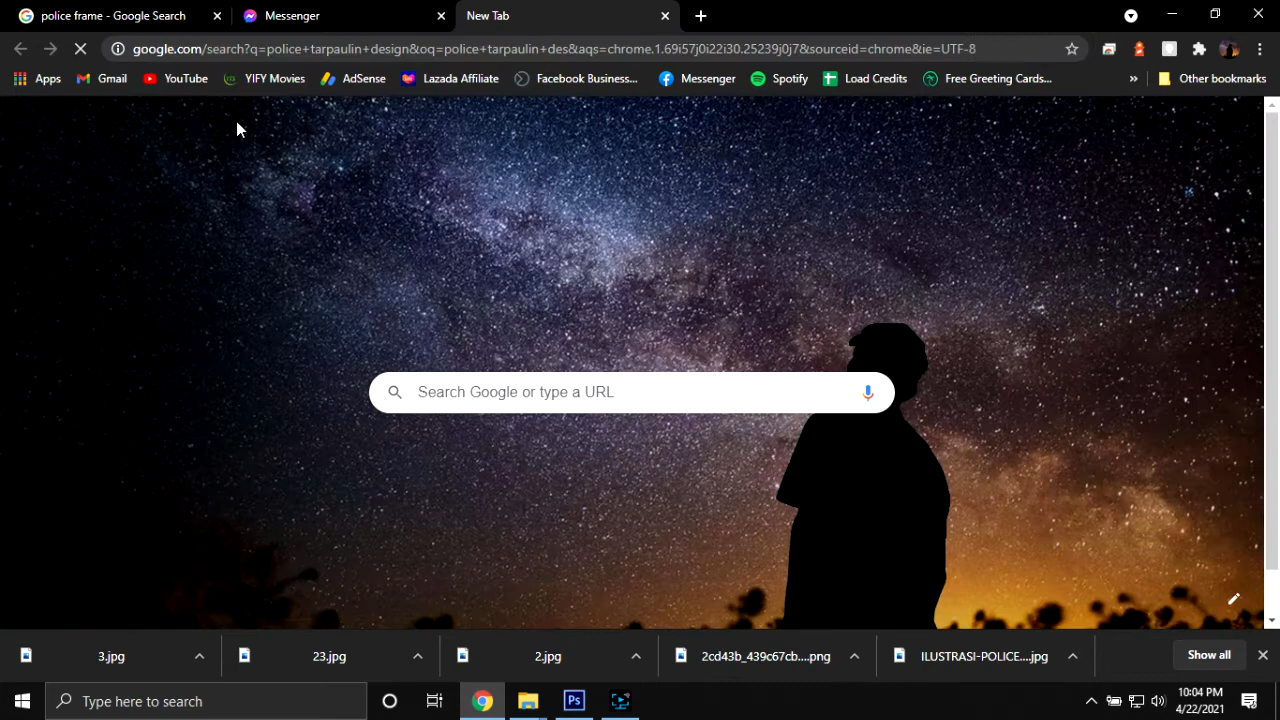 police frame - Google Search
Messenger
New Tab
google.com/search?q=police+tarpaulin+design&oq=police+tarpaulin+des&aqs=chrome.1.69i57j0i22i30.25239j0j7&sourceid=chrome&ie=UTF-8
Apps
Gmail
YouTube
YIFY Movies
AdSense
Lazada Affiliate
Facebook Business...
Messenger
Spotify
Load Credits
Free Greeting Cards...
»
Other bookmarks
Search Google or type a URL
3.jpg
23.jpg
2.jpg
2cd43b_439c67cb....png
ILUSTRASI-POLICE....jpg
Show all
Type here to search
Ps
10:04 PM
4/22/2021